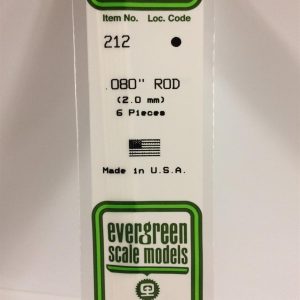 Item No. Loc. Code
212
.080" ROD
(2.0 mm)
6 Pieces
Made in U.S.A.
evergreen
scale models